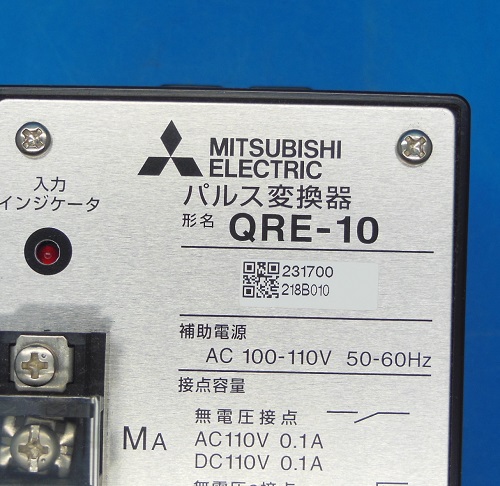 MITSUBISHI
ELECTRIC
パルス変換器
形名 QRE-10
入力
インジケータ
231700
218B010
補助電源
AC 100-110V 50-60Hz
接点容量
無電圧接点
MA
AC110V 0.1A
DC110V 0.1A